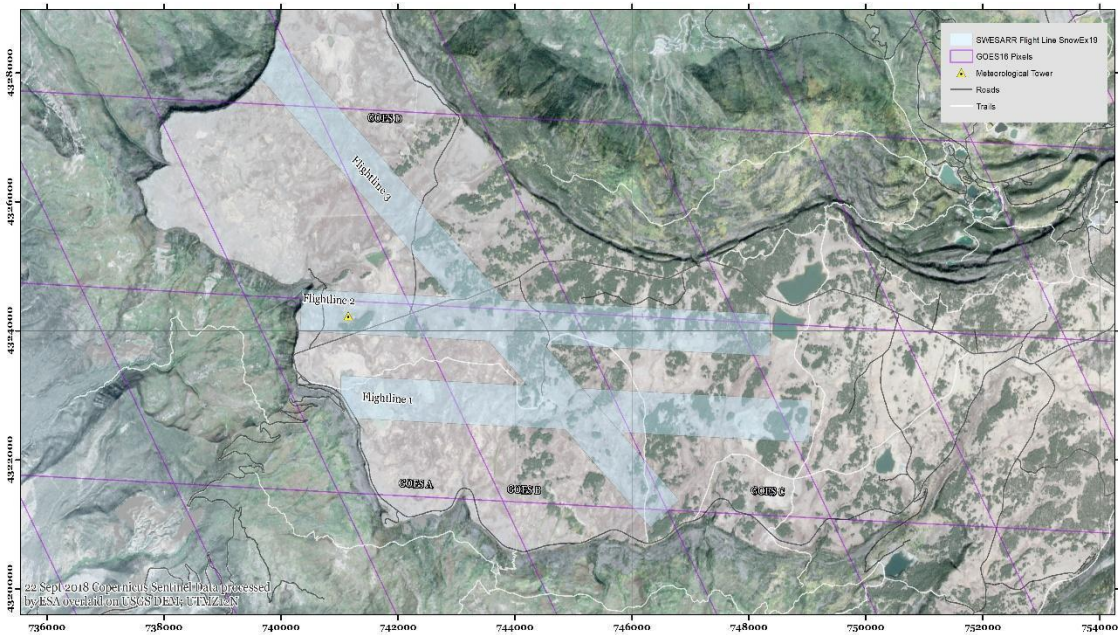 SWESARR Flight Line SnowEx19
GOES16 Pixels
Meteorological Tower
Roads
Trails
GOES D
Flightline 3
Flightline 2
Flightline 1
GOES A
GOES B
GOES C
4328000
4326000
4324000
4322000
4320000
22 Sept 2018 Copernicus Sentinel Data processed
by ESA overlaid on USGS DEM; UTMZ12N
736000 738000 740000 742000 744000 746000 748000 750000 752000 754000